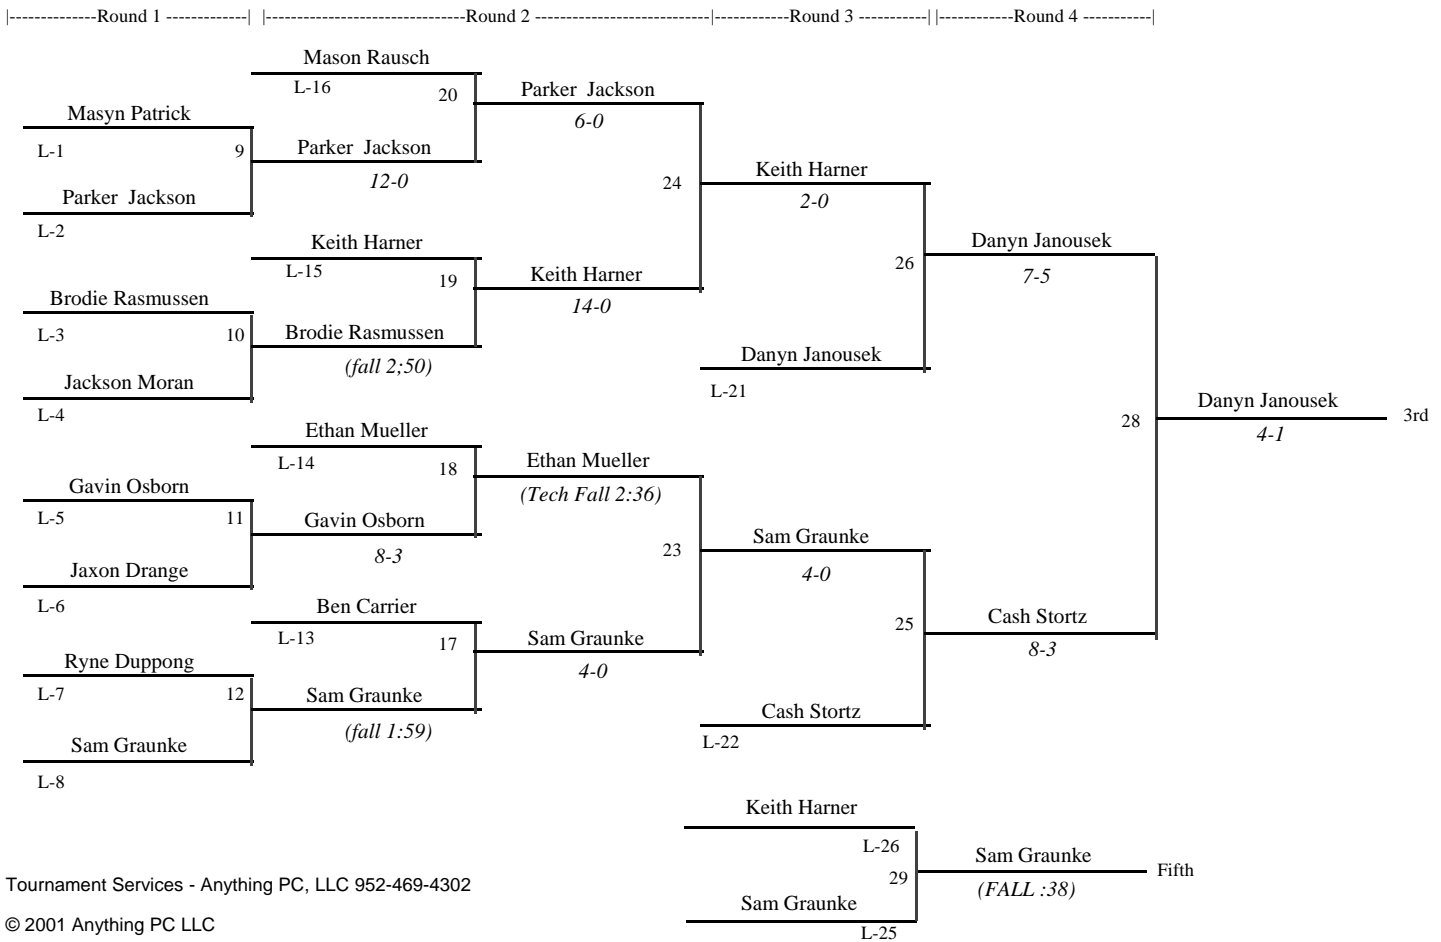 |--------------Round 1 -------------| |--------------------------------Round 2 --------------------------|------------Round 3 -----------| |------------Round 4 -----------|
Mason Rausch
L-16
20
Parker  Jackson
6-0
Masyn Patrick
L-1
9
Parker  Jackson
12-0
Parker  Jackson
L-2
24
Keith Harner
2-0
Keith Harner
L-15
19
Keith Harner
14-0
26
Danyn Janousek
7-5
Brodie Rasmussen
L-3
10
Brodie Rasmussen
(fall 2;50)
Jackson Moran
L-4
Danyn Janousek
L-21
28
Danyn Janousek
4-1
3rd
Ethan Mueller
L-14
18
Ethan Mueller
(Tech Fall 2:36)
Gavin Osborn
L-5
11
Gavin Osborn
8-3
Jaxon Drange
L-6
23
Sam Graunke
4-0
Ben Carrier
L-13
17
Sam Graunke
4-0
25
Cash Stortz
8-3
Ryne Duppong
L-7
12
Sam Graunke
(fall 1:59)
Sam Graunke
L-8
Cash Stortz
L-22
Keith Harner
L-26
29
Sam Graunke
(FALL :38)
Fifth
Sam Graunke
L-25
Tournament Services - Anything PC, LLC 952-469-4302
© 2001 Anything PC LLC